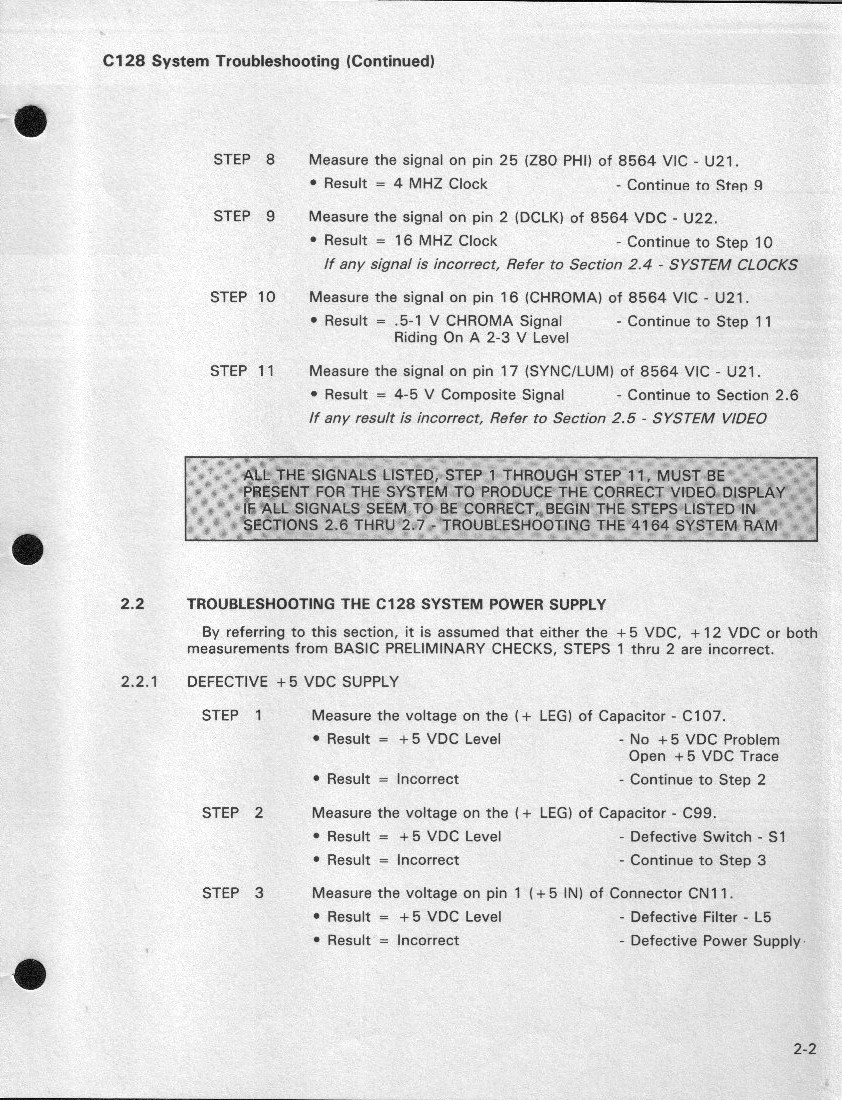 C128 System Troubleshooting (Continued)
STEP 8 Measure the signal on pin 25 (Z80 PHI) of 8564 VIC - U21.
• Result = 4 MHZ Clock - Continue to Step 9
STEP 9 Measure the signal on pin 2 (DCLK) of 8564 VDC - U22.
• Result = 16 MHZ Clock - Continue to Step 10
If any signal is incorrect, Refer to Section 2.4 - SYSTEM CLOCKS
STEP 10 Measure the signal on pin 16 (CHROMA) of 8564 VIC - U21.
• Result = .5-1 V CHROMA Signal - Continue to Step 11
Riding On A 2-3 V Level
STEP 11 Measure the signal on pin 17 (SYNC/LUM) of 8564 VIC - U21.
• Result = 4-5 V Composite Signal - Continue to Section 2.6
If any result is incorrect, Refer to Section 2.5 - SYSTEM VIDEO
ALL THE SIGNALS LISTED, STEP 1 THROUGH STEP 11, MUST BE
PRESENT FOR THE SYSTEM TO PRODUCE THE CORRECT VIDEO DISPLAY
IF ALL SIGNALS SEEM TO BE CORRECT, BEGIN THE STEPS LISTED IN
SECTIONS 2.6 THRU 2.7 - TROUBLESHOOTING THE 4164 SYSTEM RAM
2.2 TROUBLESHOOTING THE C128 SYSTEM POWER SUPPLY
By referring to this section, it is assumed that either the +5 VDC, +12 VDC or both
measurements from BASIC PRELIMINARY CHECKS, STEPS 1 thru 2 are incorrect.
2.2.1 DEFECTIVE +5 VDC SUPPLY
STEP 1 Measure the voltage on the (+ LEG) of Capacitor - C107.
• Result = +5 VDC Level - No +5 VDC Problem
Open +5 VDC Trace
• Result = Incorrect - Continue to Step 2
STEP 2 Measure the voltage on the (+ LEG) of Capacitor - C99.
• Result = +5 VDC Level - Defective Switch - S1
• Result = Incorrect - Continue to Step 3
STEP 3 Measure the voltage on pin 1 (+5 IN) of Connector CN11.
• Result = +5 VDC Level - Defective Filter - L5
• Result = Incorrect - Defective Power Supply
2-2